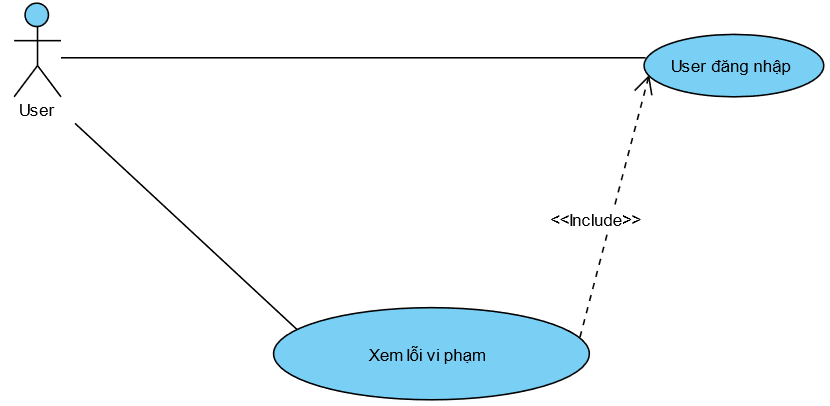 User đăng nhập
User
<<Include>>
Xem lỗi vi phạm